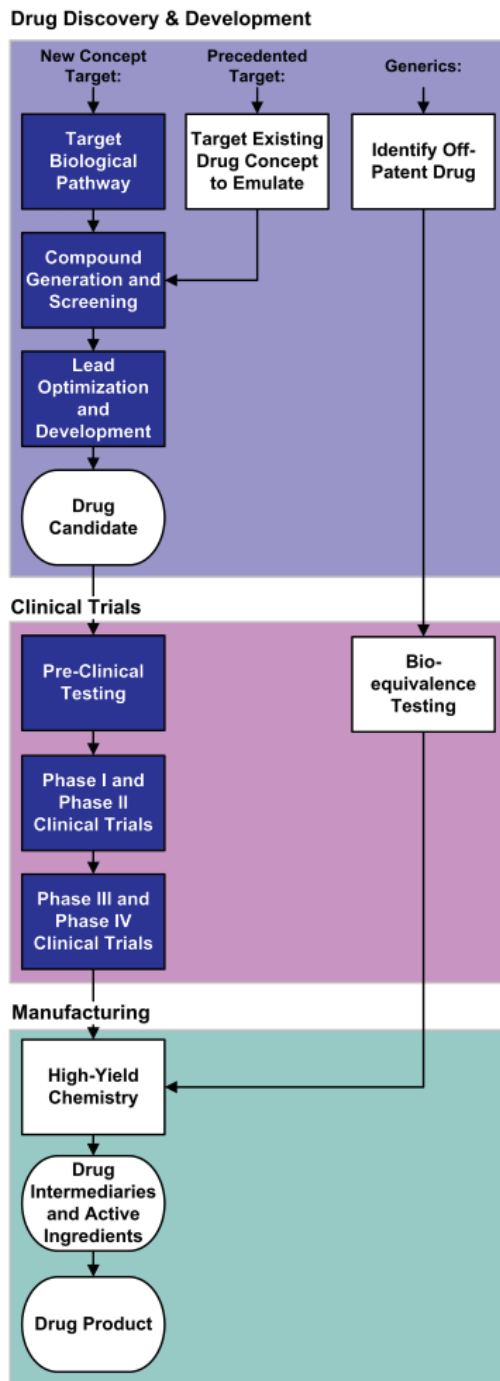 Drug Discovery & Development
New Concept
Target:
Precedented
Target:
Generics:
Target
Biological
Pathway
Target Existing
Drug Concept
to Emulate
Identify Off-
Patent Drug
Compound
Generation and
Screening
Lead
Optimization
and
Development
Drug
Candidate
Clinical Trials
Pre-Clinical
Testing
Bio-
equivalence
Testing
Phase I and
Phase II
Clinical Trials
Phase III and
Phase IV
Clinical Trials
Manufacturing
High-Yield
Chemistry
Drug
Intermediaries
and Active
Ingredients
Drug Product